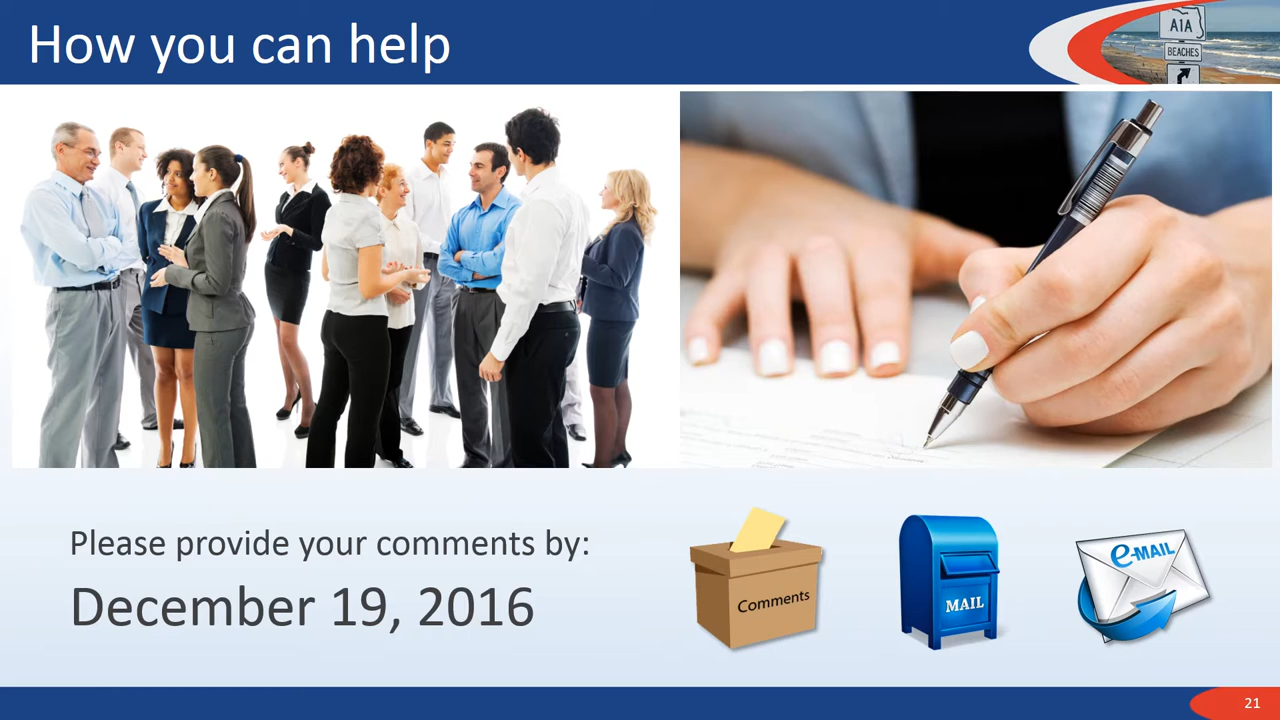 How you can help
A1A
BEACHES
Please provide your comments by:
December 19, 2016
Comments
MAIL
e-MAIL
21